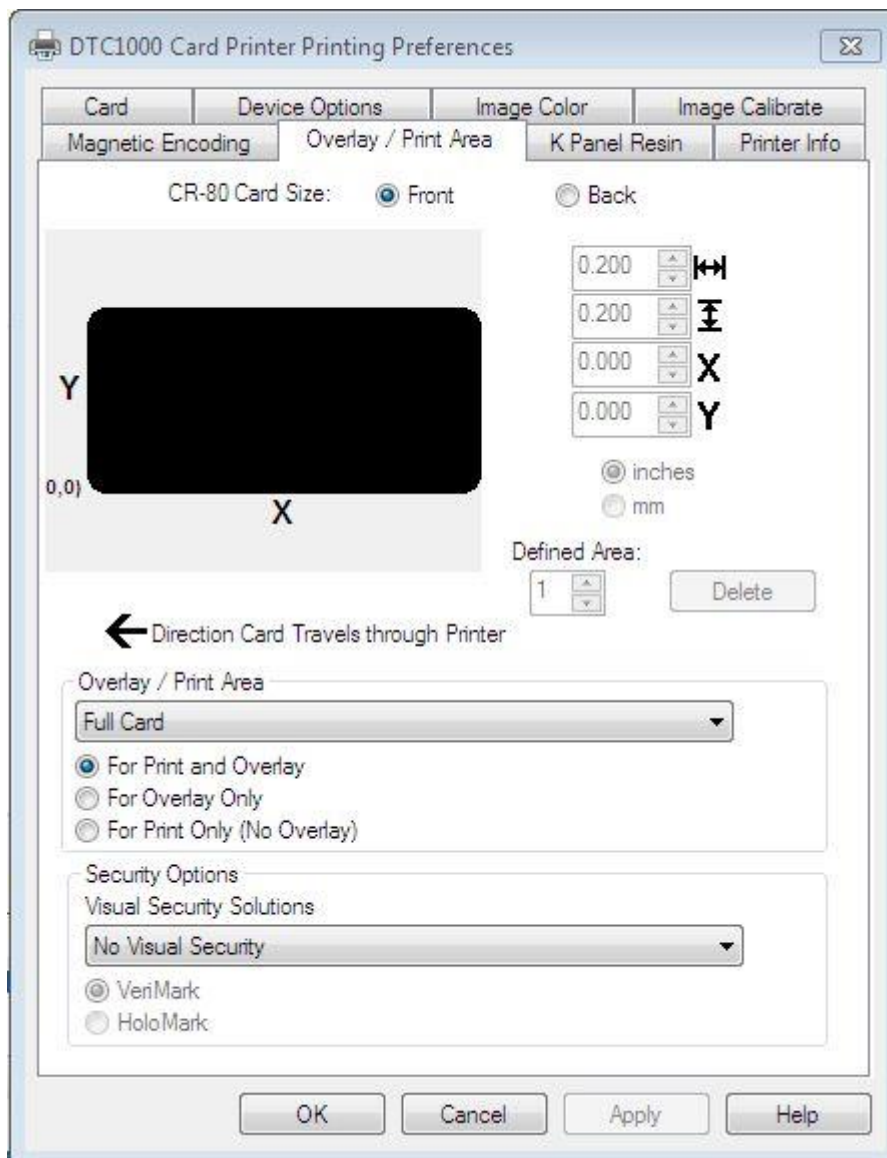 DTC1000 Card Printer Printing Preferences
Card Device Options Image Color Image Calibrate
Magnetic Encoding Overlay / Print Area K Panel Resin Printer Info
CR-80 Card Size: Front Back
0.200
0.200
0.000 X
Y
0.000 Y
inches
0,0)
mm
X
Defined Area:
1 Delete
Direction Card Travels through Printer
Overlay / Print Area
Full Card
For Print and Overlay
For Overlay Only
For Print Only (No Overlay)
Security Options
Visual Security Solutions
No Visual Security
VeriMark
HoloMark
OK Cancel Apply Help